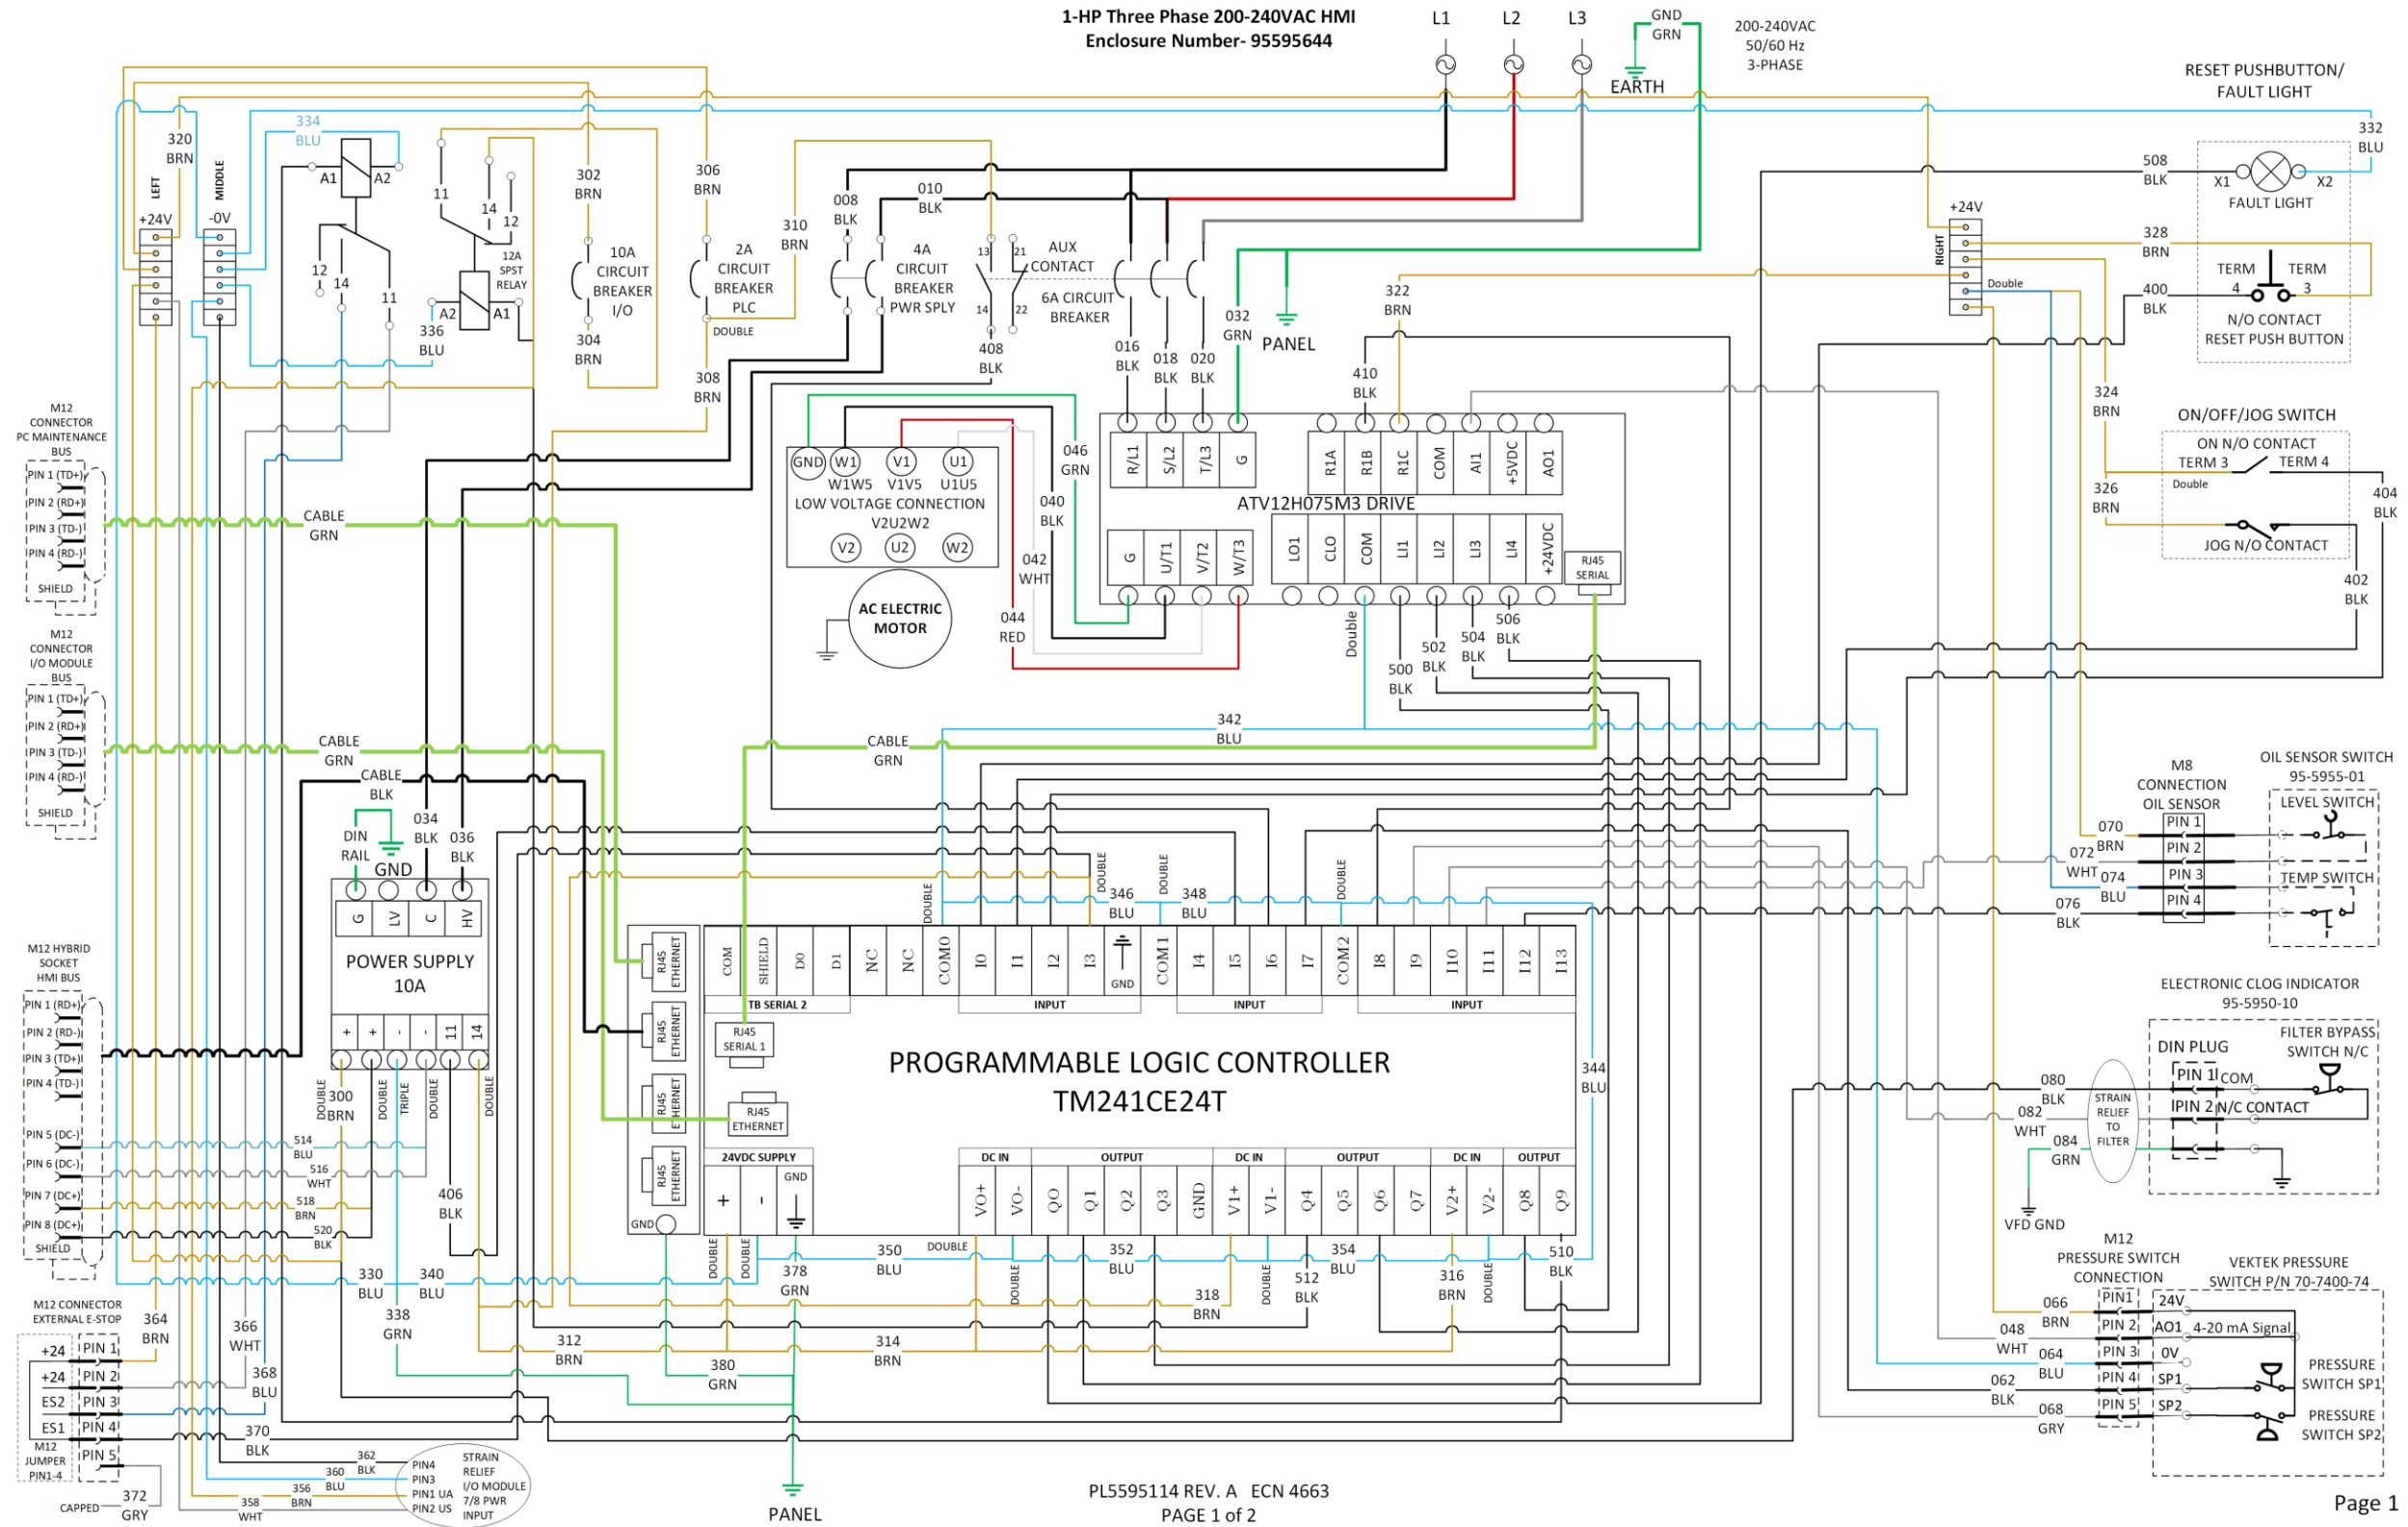 1-HP Three Phase 200-240VAC HMI
Enclosure Number- 95595644
L1
L2
L3
GND
GRN
EARTH
200-240VAC
50/60 Hz
3-PHASE
RESET PUSHBUTTON/
FAULT LIGHT
332
BLU
508
BLK
X1
X2
FAULT LIGHT
328
BRN
TERM
4
TERM
3
400
BLK
N/O CONTACT
RESET PUSH BUTTON
+24V
RIGHT
Double
320
BRN
334
BLU
LEFT
MIDDLE
+24V
-0V
A1
A2
12
14
11
11
14
12
12A
SPST
RELAY
A2
A1
336
BLU
302
BRN
10A
CIRCUIT
BREAKER
I/O
304
BRN
306
BRN
2A
CIRCUIT
BREAKER
PLC
DOUBLE
308
BRN
310
BRN
008
BLK
010
BLK
4A
CIRCUIT
BREAKER
PWR SPLY
13
21
14
22
AUX
CONTACT
6A CIRCUIT
BREAKER
408
BLK
016
BLK
018
BLK
020
BLK
032
GRN
PANEL
322
BRN
410
BLK
324
BRN
326
BRN
ON/OFF/JOG SWITCH
ON N/O CONTACT
TERM 3
TERM 4
Double
JOG N/O CONTACT
404
BLK
402
BLK
M12
CONNECTOR
PC MAINTENANCE
BUS
PIN 1 (TD+)
PIN 2 (RD+)
PIN 3 (TD-)
PIN 4 (RD-)
SHIELD
CABLE
GRN
M12
CONNECTOR
I/O MODULE
BUS
PIN 1 (TD+)
PIN 2 (RD+)
PIN 3 (TD-)
PIN 4 (RD-)
SHIELD
CABLE
GRN
CABLE
BLK
GND
W1
V1
U1
W1W5
V1V5
U1U5
LOW VOLTAGE CONNECTION
V2U2W2
V2
U2
W2
AC ELECTRIC
MOTOR
046
GRN
040
BLK
042
WHT
044
RED
R/L1
S/L2
T/L3
G
R1A
R1B
R1C
COM
AI1
+5VDC
AO1
ATV12H075M3 DRIVE
G
U/T1
V/T2
W/T3
LO1
CLO
COM
LI1
LI2
LI3
LI4
+24VDC
RJ45
SERIAL
Double
500
BLK
502
BLK
504
BLK
506
BLK
342
BLU
CABLE
GRN
DIN
RAIL
GND
034
BLK
036
BLK
G
LV
C
HV
POWER SUPPLY
10A
+
+
-
-
11
14
DOUBLE
300
BRN
DOUBLE
TRIPLE
DOUBLE
DOUBLE
M12 HYBRID
SOCKET
HMI BUS
PIN 1 (RD+)
PIN 2 (RD-)
PIN 3 (TD+)
PIN 4 (TD-)
PIN 5 (DC-)
PIN 6 (DC-)
PIN 7 (DC+)
PIN 8 (DC+)
SHIELD
514
BLU
516
WHT
518
BRN
520
BLK
406
BLK
330
BLU
340
BLU
338
GRN
M12 CONNECTOR
EXTERNAL E-STOP
+24
+24
ES2
ES1
M12
JUMPER
PIN1-4
PIN 1
PIN 2
PIN 3
PIN 4
PIN 5
364
BRN
366
WHT
368
BLU
370
BLK
CAPPED
372
GRY
362
BLK
360
BLU
356
BRN
358
WHT
PIN4
PIN3
PIN1 UA
PIN2 US
STRAIN
RELIEF
I/O MODULE
7/8 PWR
INPUT
RJ45
ETHERNET
RJ45
ETHERNET
RJ45
ETHERNET
RJ45
ETHERNET
GND
DOUBLE
346
BLU
DOUBLE
DOUBLE
348
BLU
DOUBLE
COM
SHIELD
D0
D1
NC
NC
COM0
I0
I1
I2
I3
GND
COM1
I4
I5
I6
I7
COM2
I8
I9
I10
I11
I12
I13
TB SERIAL 2
INPUT
INPUT
INPUT
RJ45
SERIAL 1
PROGRAMMABLE LOGIC CONTROLLER
TM241CE24T
RJ45
ETHERNET
24VDC SUPPLY
DC IN
OUTPUT
DC IN
OUTPUT
DC IN
OUTPUT
+
-
GND
VO+
VO-
Q0
Q1
Q2
Q3
GND
V1+
V1-
Q4
Q5
Q6
Q7
V2+
V2-
Q8
Q9
344
BLU
DOUBLE
DOUBLE
378
GRN
350
BLU
DOUBLE
DOUBLE
352
BLU
318
BRN
DOUBLE
512
BLK
354
BLU
316
BRN
DOUBLE
510
BLK
312
BRN
380
GRN
314
BRN
PANEL
M8
CONNECTION
OIL SENSOR
PIN 1
PIN 2
PIN 3
PIN 4
070
BRN
072
WHT
074
BLU
076
BLK
OIL SENSOR SWITCH
95-5955-01
LEVEL SWITCH
TEMP SWITCH
ELECTRONIC CLOG INDICATOR
95-5950-10
FILTER BYPASS
SWITCH N/C
DIN PLUG
PIN 1
COM
PIN 2
N/C CONTACT
080
BLK
082
WHT
084
GRN
STRAIN
RELIEF
TO
FILTER
VFD GND
M12
PRESSURE SWITCH
CONNECTION
PIN1
PIN 2
PIN 3
PIN 4
PIN 5
066
BRN
048
WHT
064
BLU
062
BLK
068
GRY
VEKTEK PRESSURE
SWITCH P/N 70-7400-74
24V
AO1
4-20 mA Signal
0V
SP1
SP2
PRESSURE
SWITCH SP1
PRESSURE
SWITCH SP2
PL5595114 REV. A ECN 4663
PAGE 1 of 2
Page 1